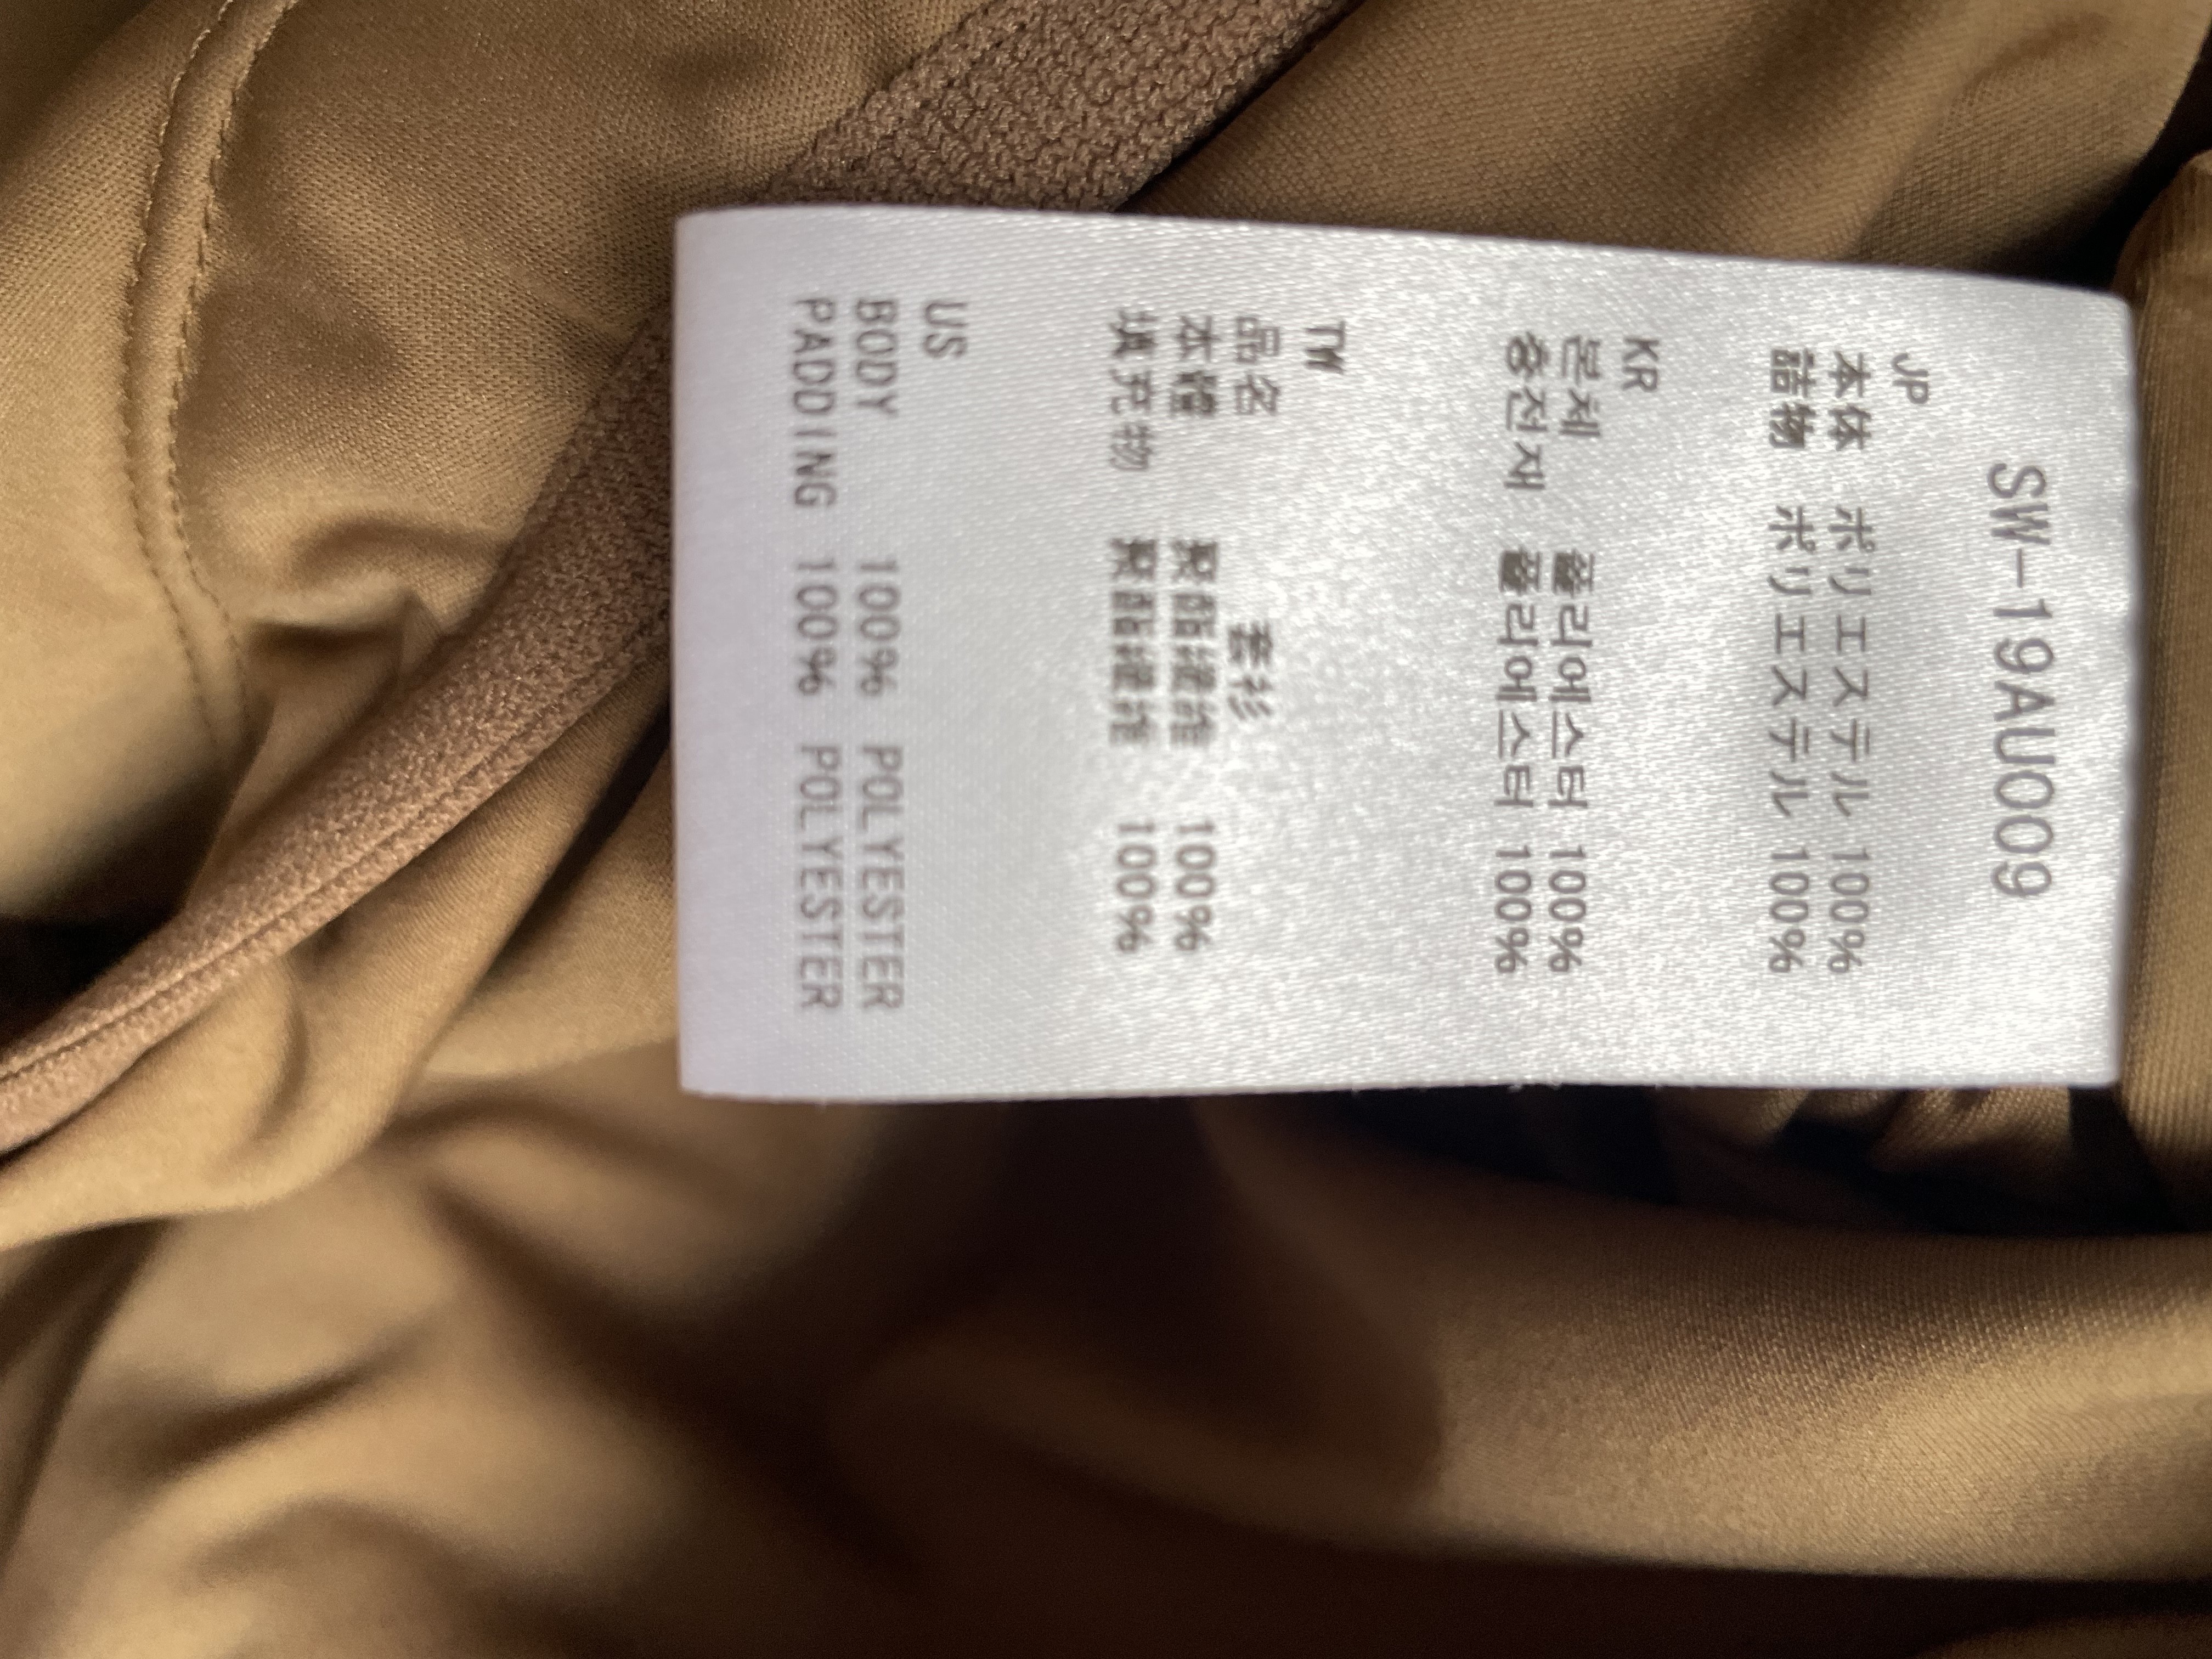 SW-19AU009
JP
本体 ポリエステル 100%
詰物 ポリエステル 100%
KR
본체 폴리에스터 100%
충전재 폴리에스터 100%
TW
品名 套衫
本體 聚酯纖維 100%
填充物 聚酯纖維 100%
US
BODY 100% POLYESTER
PADDING 100% POLYESTER